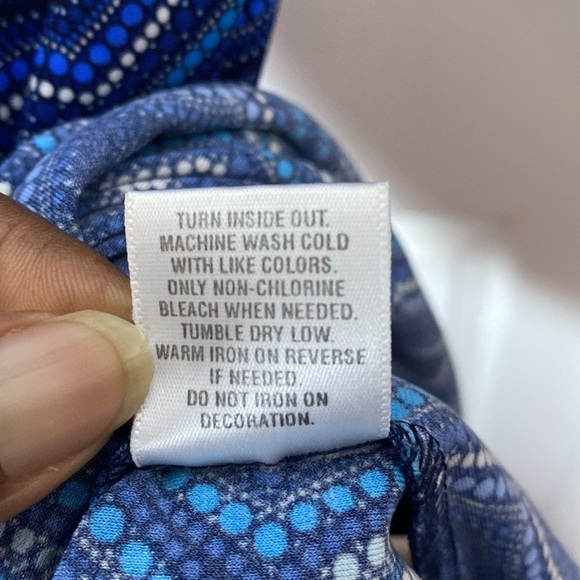 TURN INSIDE OUT.
MACHINE WASH COLD
WITH LIKE COLORS.
ONLY NON-CHLORINE
BLEACH WHEN NEEDED.
TUMBLE DRY LOW.
WARM IRON ON REVERSE
IF NEEDED.
DO NOT IRON ON
DECORATION.